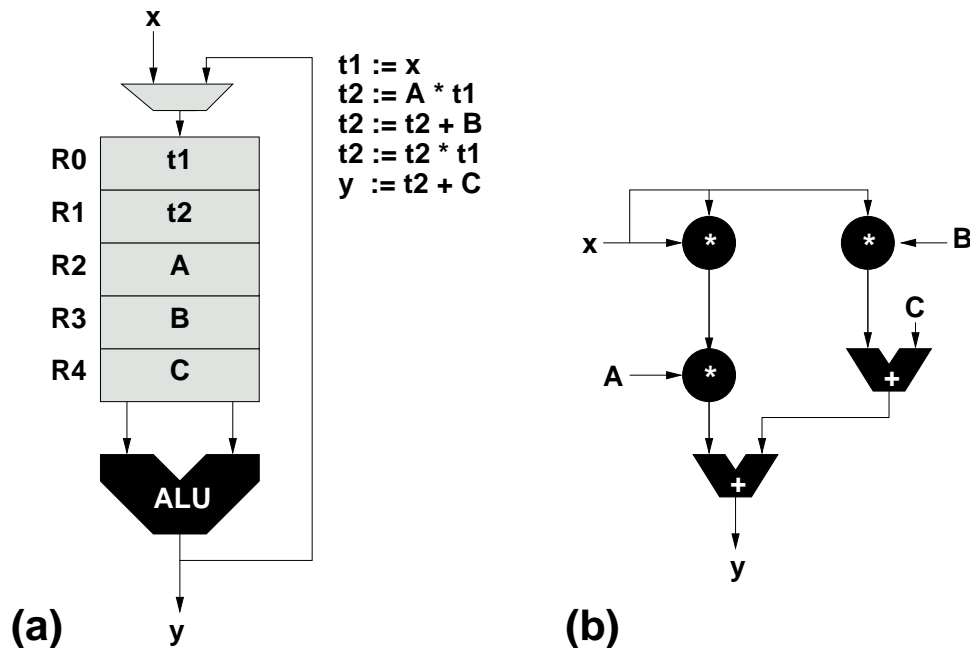 x
t1 := x
t2 := A * t1
t2 := t2 + B
t2 := t2 * t1
y := t2 + C
R0 t1
R1 t2
R2 A
R3 B
R4 C
ALU
y
(a)
x * * B
C
A * +
+
y
(b)